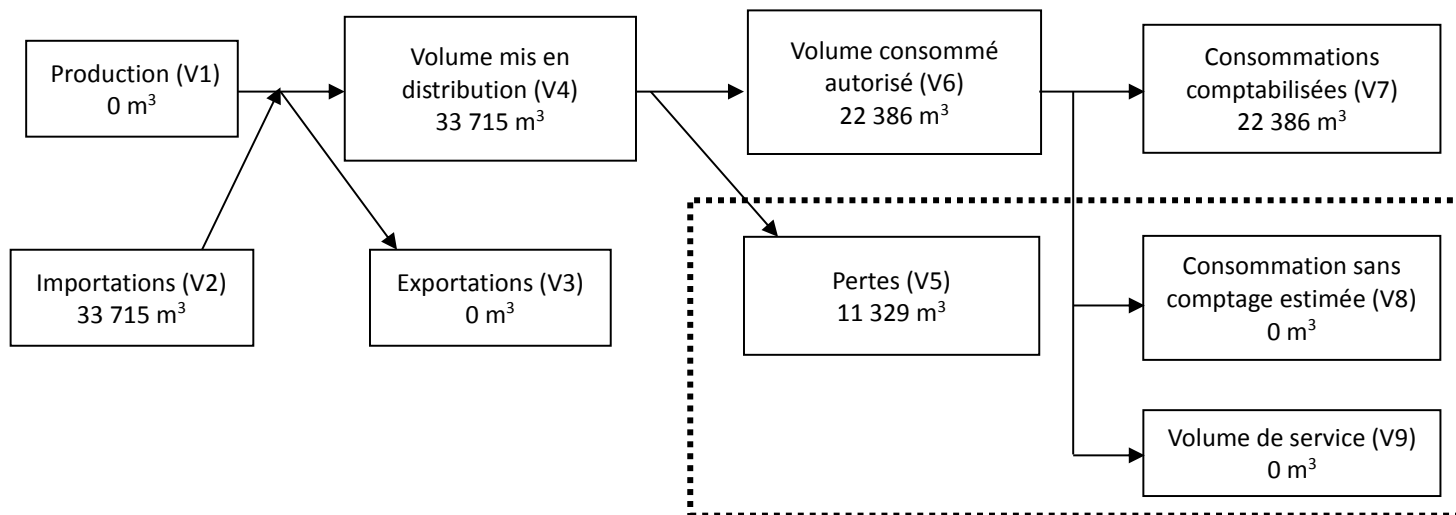 Production (V1)
0 m³
Volume mis en
distribution (V4)
33 715 m³
Volume consommé
autorisé (V6)
22 386 m³
Consommations
comptabilisées (V7)
22 386 m³
Importations (V2)
33 715 m³
Exportations (V3)
0 m³
Pertes (V5)
11 329 m³
Consommation sans
comptage estimée (V8)
0 m³
Volume de service (V9)
0 m³